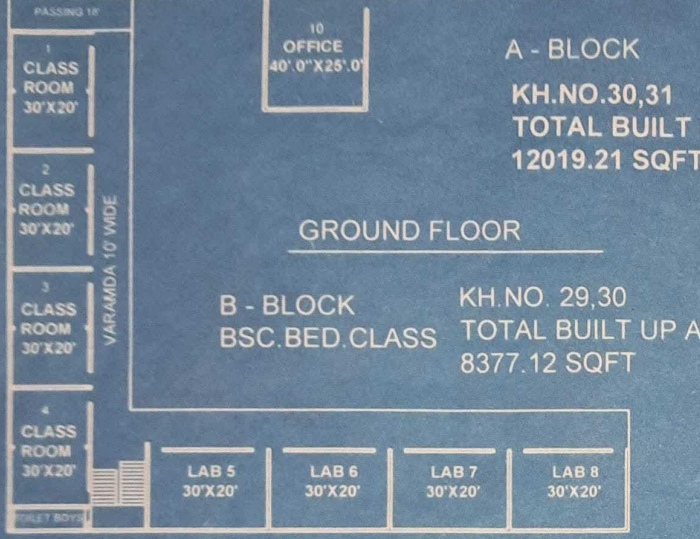 PASSING 18'
1
CLASS
ROOM
30'X20'
2
CLASS
ROOM
30'X20'
3
CLASS
ROOM
30'X20'
4
CLASS
ROOM
30'X20'
TOILET BOYS
VARAMDA 10' WIDE
10
OFFICE
40'.0"X25'.0'
A - BLOCK
KH.NO.30,31
TOTAL BUILT
12019.21 SQFT
GROUND FLOOR
B - BLOCK
BSC.BED.CLASS
KH.NO. 29,30
TOTAL BUILT UP A
8377.12 SQFT
LAB 5
30'X20'
LAB 6
30'X20'
LAB 7
30'X20'
LAB 8
30'X20'